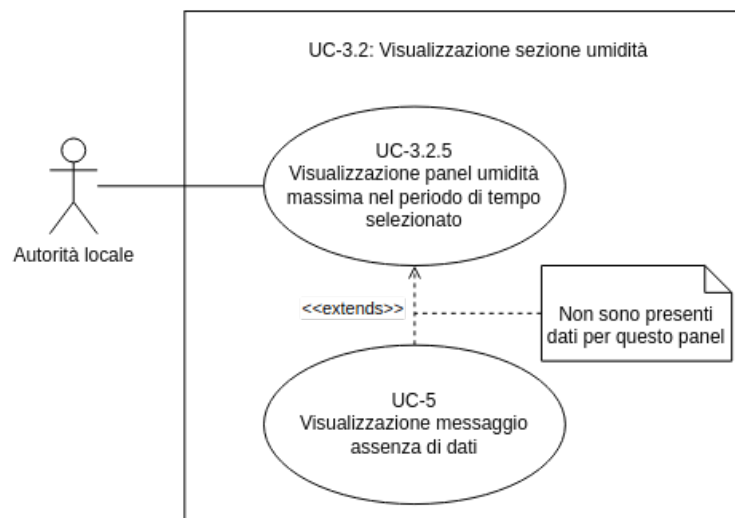 UC-3.2: Visualizzazione sezione umidità
UC-3.2.5
Visualizzazione panel umidità
massima nel periodo di tempo
selezionato
Autorità locale
<<extends>>
Non sono presenti
dati per questo panel
UC-5
Visualizzazione messaggio
assenza di dati